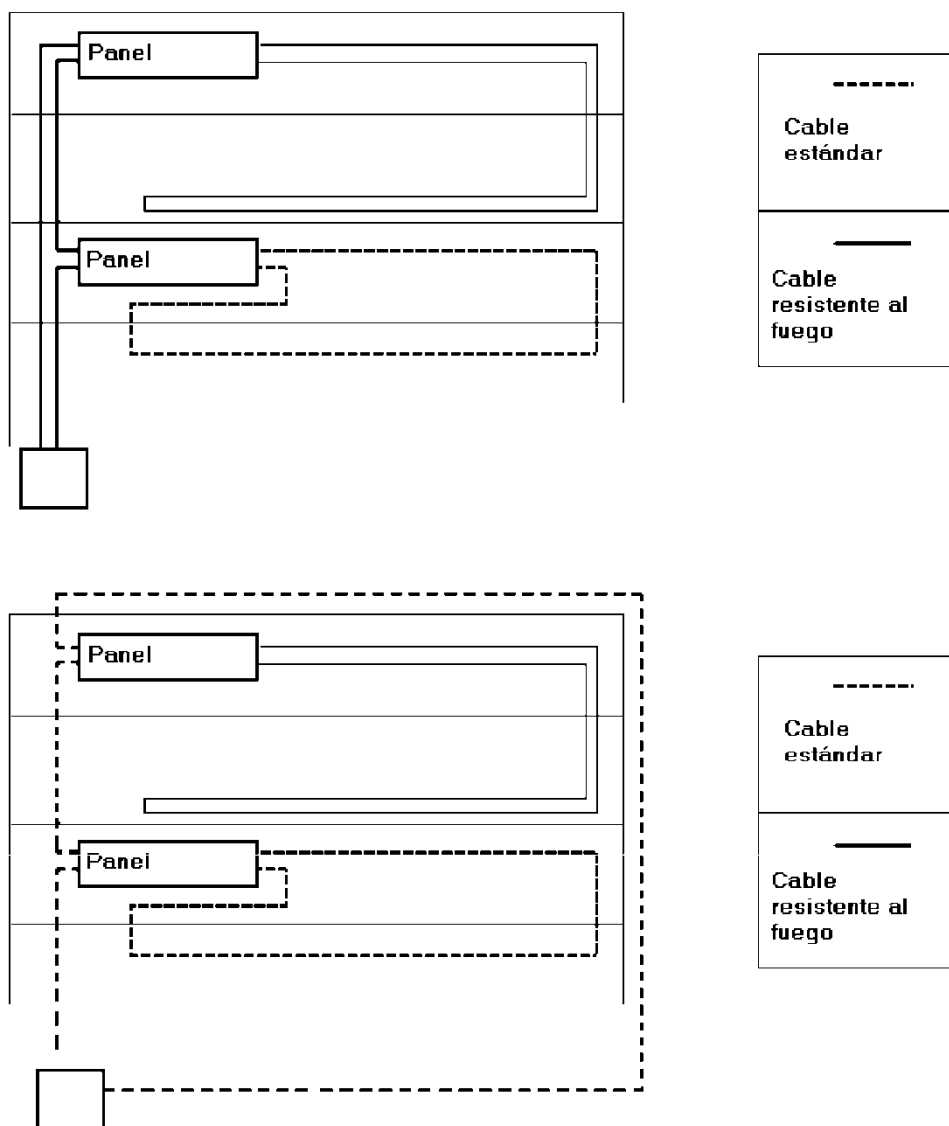 Panel
Cable
estándar
Panel
Cable
resistente al
fuego
Panel
Cable
estándar
Panel
Cable
resistente al
fuego